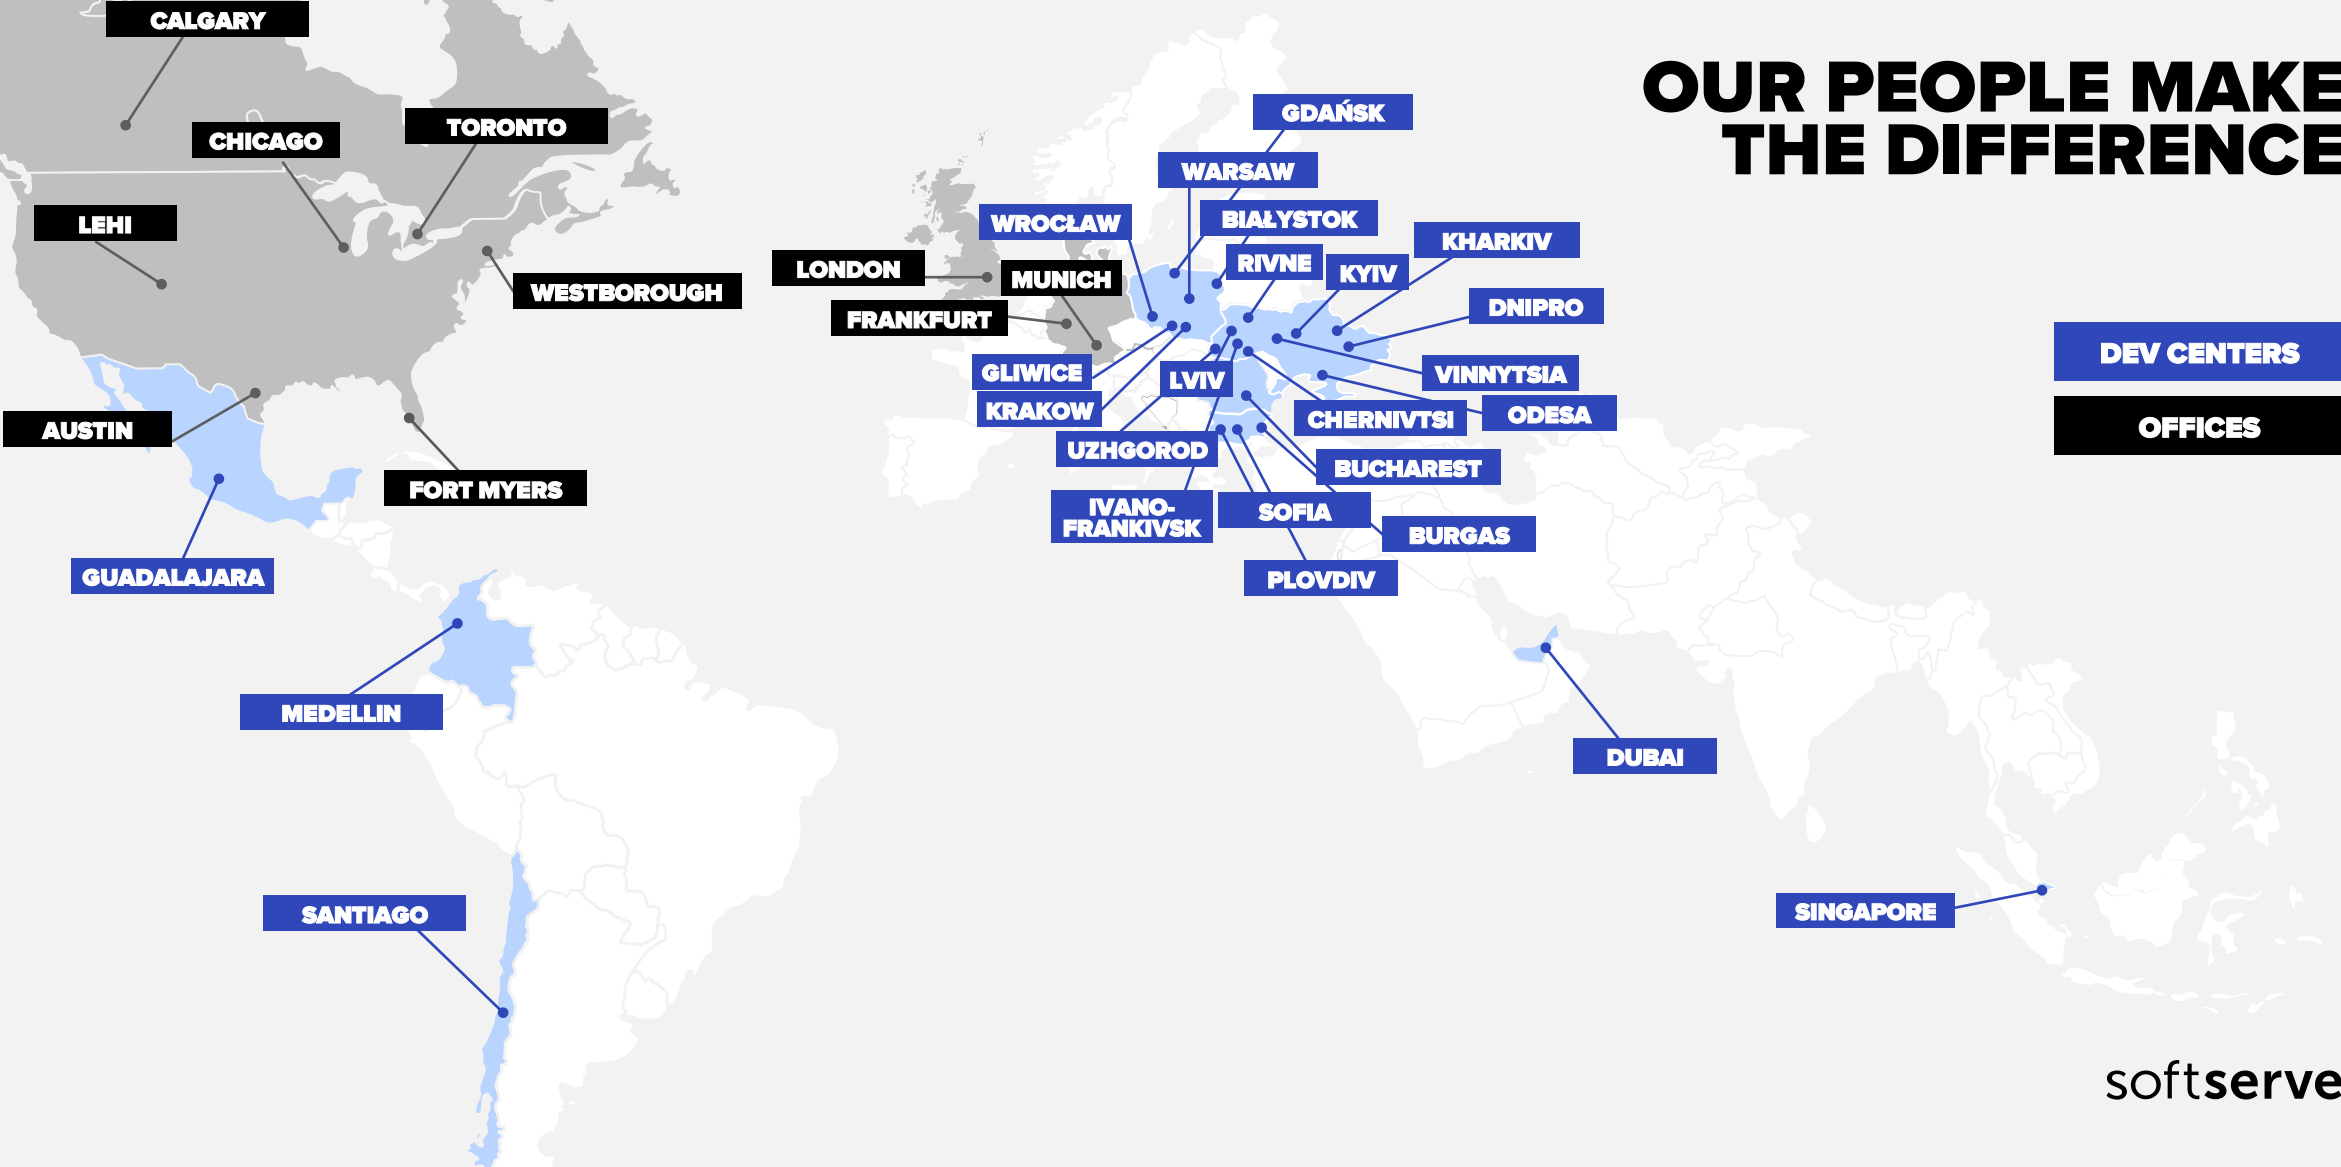 OUR PEOPLE MAKE
THE DIFFERENCE
CALGARY
CHICAGO
TORONTO
LEHI
WESTBOROUGH
AUSTIN
FORT MYERS
GUADALAJARA
MEDELLIN
SANTIAGO
GDAŃSK
WARSAW
WROCŁAW
BIAŁYSTOK
KHARKIV
RIVNE
KYIV
LONDON
MUNICH
DNIPRO
FRANKFURT
GLIWICE
LVIV
VINNYTSIA
KRAKOW
CHERNIVTSI
ODESA
UZHGOROD
BUCHAREST
IVANO-
FRANKIVSK
SOFIA
BURGAS
PLOVDIV
DUBAI
SINGAPORE
DEV CENTERS
OFFICES
softserve